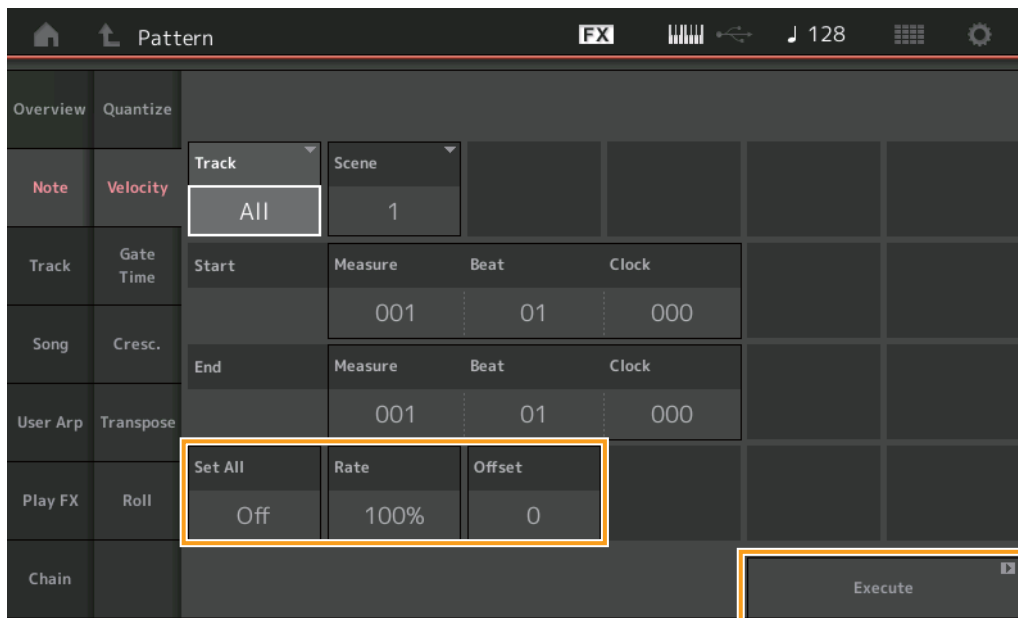 Pattern FX ♩ 128
Overview Quantize
Track Scene
Note Velocity
All 1
Track Gate Time Start Measure Beat Clock
001 01 000
Song Cresc.
End Measure Beat Clock
User Arp Transpose 001 01 000
Set All Rate Offset
Play FX Roll
Off 100% 0
Chain Execute